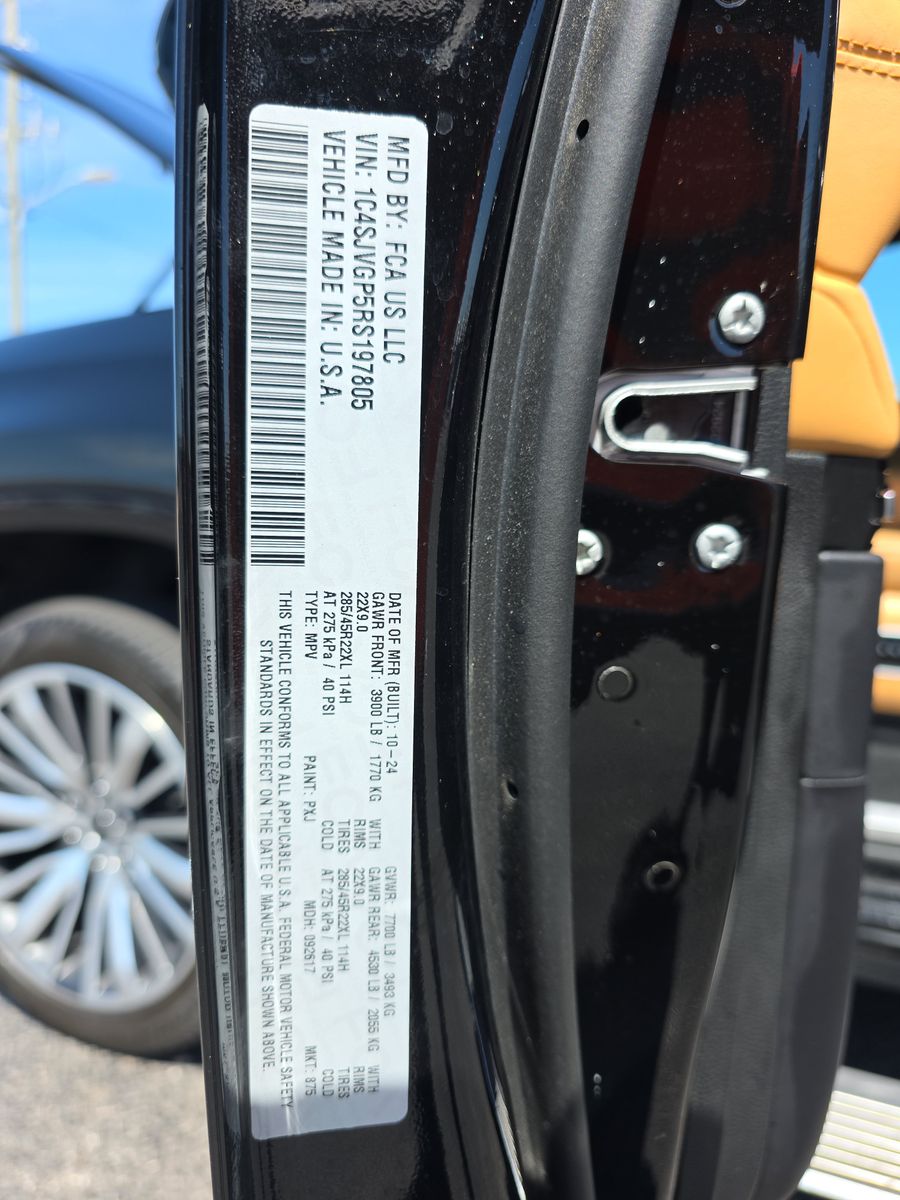 MFD BY: FCA US LLC
VIN: 1C4SJVGP5RS197805
VEHICLE MADE IN: U.S.A.
DATE OF MFR (BUILT): 10-24 GVWR: 7700 LB / 3493 KG
GAWR FRONT: 3900 LB / 1770 KG WITH GAWR REAR: 4530 LB / 2055 KG WITH
22X9.0 RIMS 22X9.0 RIMS
285/45R22XL 114H TIRES 285/45R22XL 114H TIRES
AT 275 kPa / 40 PSI COLD AT 275 kPa / 40 PSI COLD
TYPE: MPV PAINT: PXJ MDH: 092617 MKT: 875
THIS VEHICLE CONFORMS TO ALL APPLICABLE U.S.A. FEDERAL MOTOR VEHICLE SAFETY
STANDARDS IN EFFECT ON THE DATE OF MANUFACTURE SHOWN ABOVE.